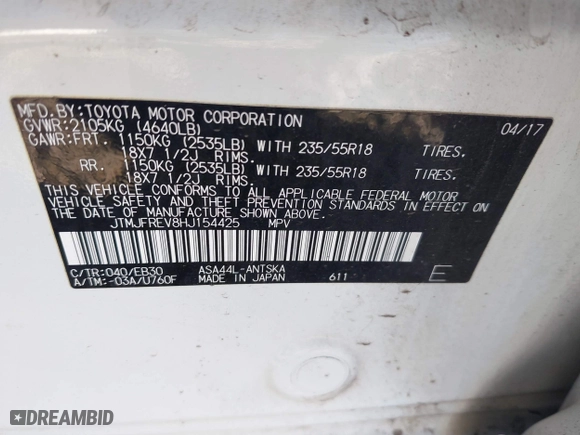 MFD. BY: TOYOTA MOTOR CORPORATION 04/17
GVWR: 2105KG (4640LB)
GAWR: FRT. 1150KG (2535LB) WITH 235/55R18 TIRES.
18X7 1/2J RIMS.
RR. 1150KG (2535LB) WITH 235/55R18 TIRES.
18X7 1/2J RIMS.
THIS VEHICLE CONFORMS TO ALL APPLICABLE FEDERAL MOTOR
VEHICLE SAFETY AND THEFT PREVENTION STANDARDS IN EFFECT
ON THE DATE OF MANUFACTURE SHOWN ABOVE.
JTMJFREV8HJ154425 MPV
C/TR: 040/EB30 ASA44L-ANTSKA
A/TM: -03A/U760F MADE IN JAPAN 611 E
DREAMBID